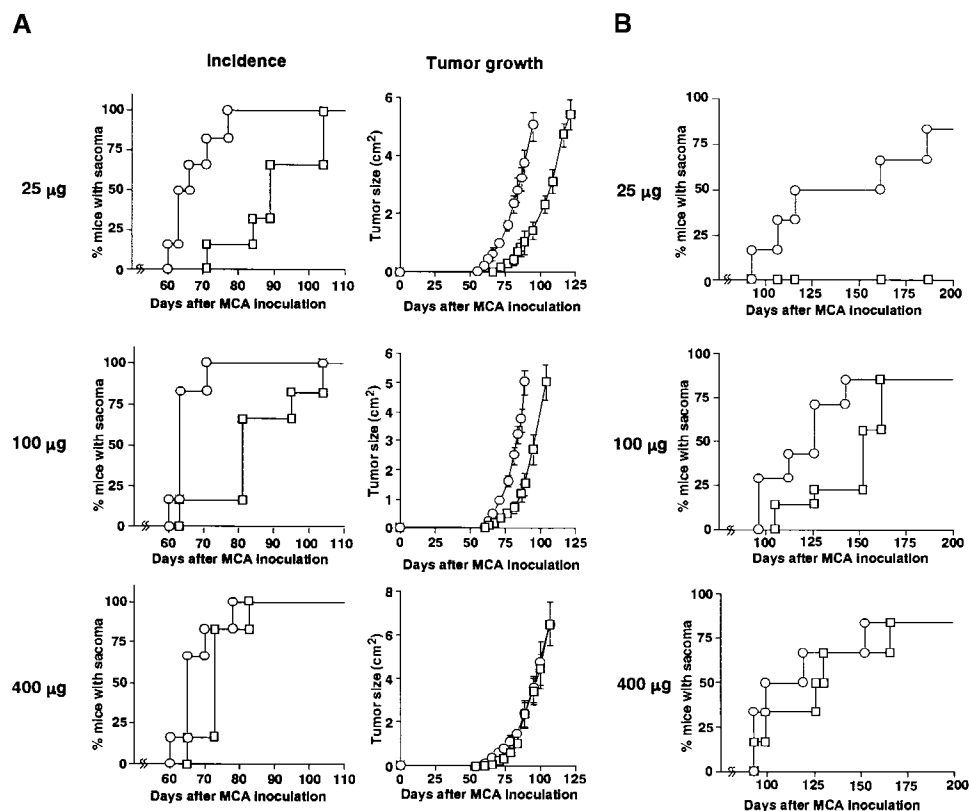 A
B
Incidence
Tumor growth
25 µg
% mice with sacoma
100
75
50
25
0
60 70 80 90 100 110
Days after MCA inoculation
Tumor size (cm²)
6
4
2
0
0 25 50 75 100 125
Days after MCA inoculation
25 µg
% mice with sacoma
100
75
50
25
0
100 125 150 175 200
Days after MCA inoculation
100 µg
% mice with sacoma
100
75
50
25
0
60 70 80 90 100 110
Days after MCA inoculation
Tumor size (cm²)
6
5
4
3
2
1
0
0 25 50 75 100 125
Days after MCA inoculation
100 µg
% mice with sacoma
100
75
50
25
0
100 125 150 175 200
Days after MCA inoculation
400 µg
% mice with sacoma
100
75
50
25
0
60 70 80 90 100 110
Days after MCA inoculation
Tumor size (cm²)
8
6
4
2
0
0 25 50 75 100 125
Days after MCA inoculation
400 µg
% mice with sacoma
100
75
50
25
0
100 125 150 175 200
Days after MCA inoculation